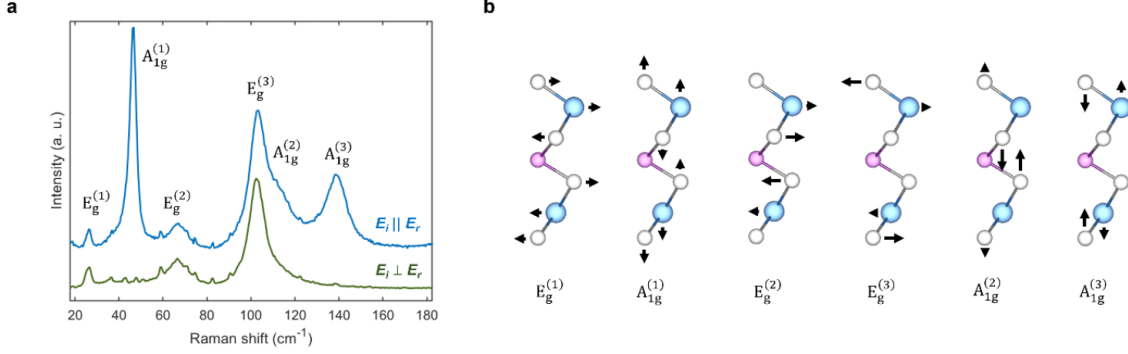 a
b
A1g(1)
Eg(3)
A1g(2)
A1g(3)
Eg(1)
Eg(2)
Ei || Er
Ei ⊥ Er
Intensity (a. u.)
20 40 60 80 100 120 140 160 180
Raman shift (cm-1)
Eg(1) A1g(1) Eg(2) Eg(3) A1g(2) A1g(3)